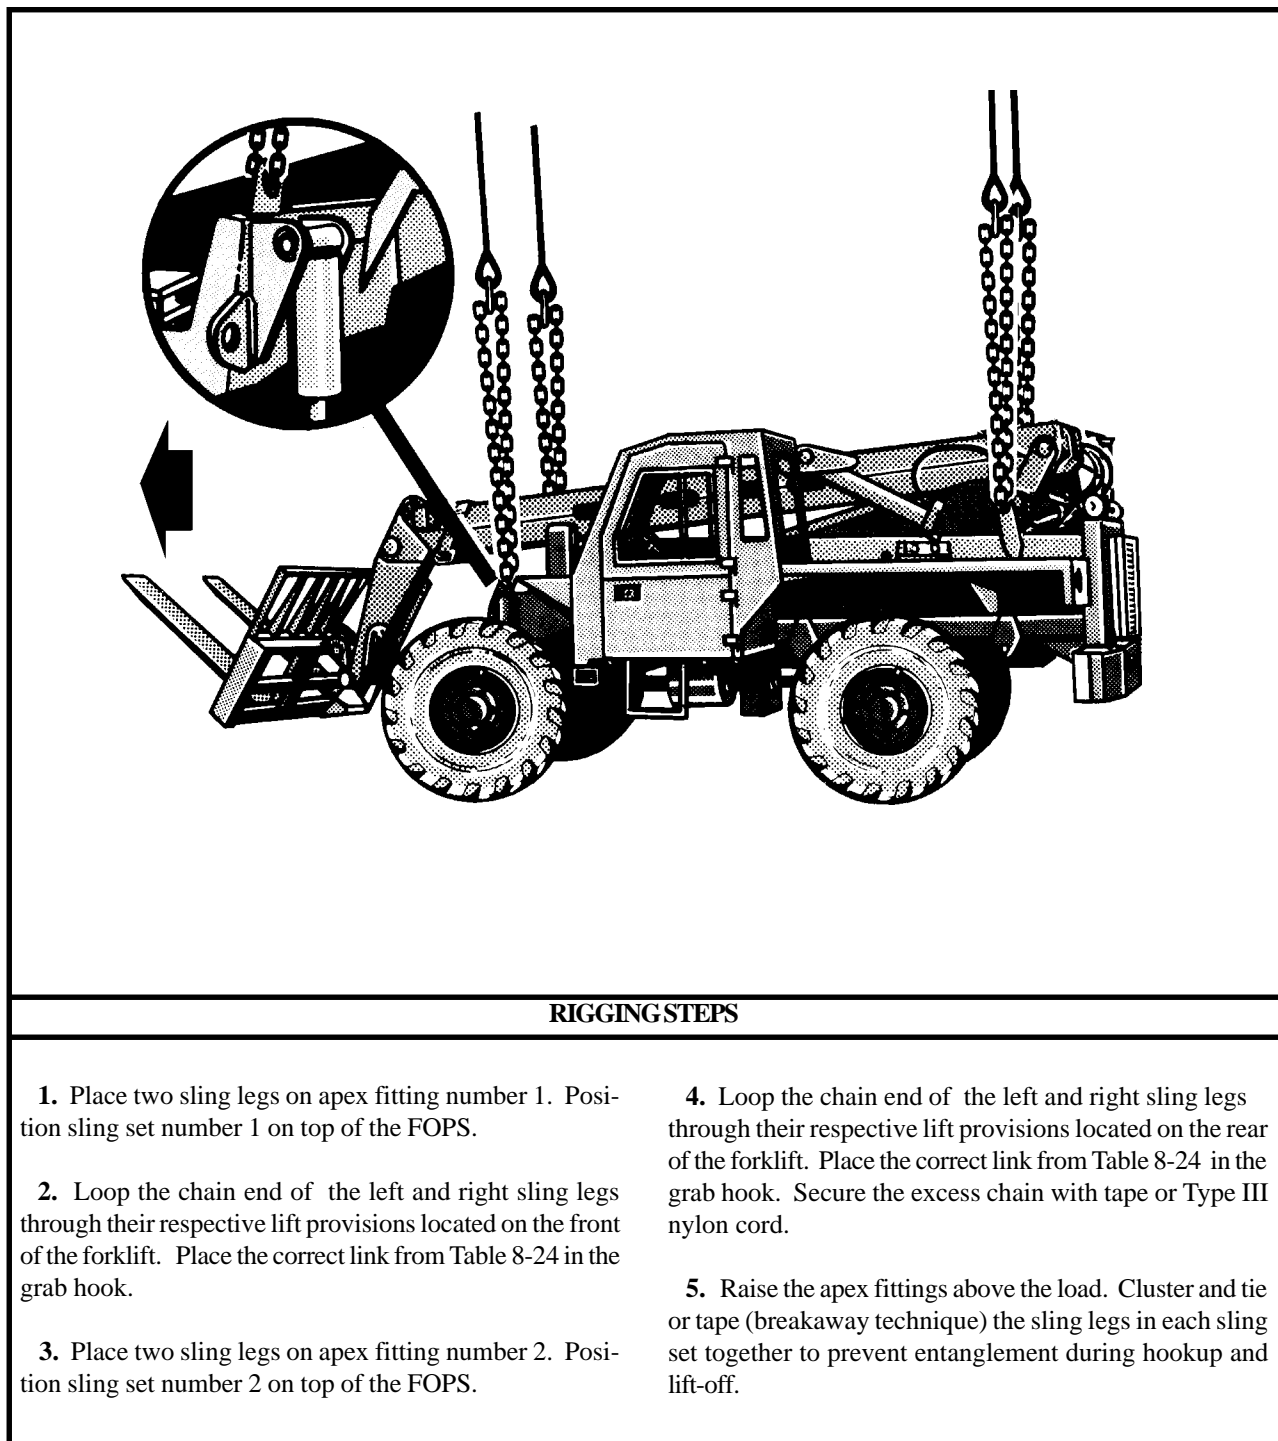 RIGGING STEPS
1. Place two sling legs on apex fitting number 1. Posi-
tion sling set number 1 on top of the FOPS.
2. Loop the chain end of the left and right sling legs
through their respective lift provisions located on the front
of the forklift. Place the correct link from Table 8-24 in the
grab hook.
3. Place two sling legs on apex fitting number 2. Posi-
tion sling set number 2 on top of the FOPS.
4. Loop the chain end of the left and right sling legs
through their respective lift provisions located on the rear
of the forklift. Place the correct link from Table 8-24 in the
grab hook. Secure the excess chain with tape or Type III
nylon cord.
5. Raise the apex fittings above the load. Cluster and tie
or tape (breakaway technique) the sling legs in each sling
set together to prevent entanglement during hookup and
lift-off.